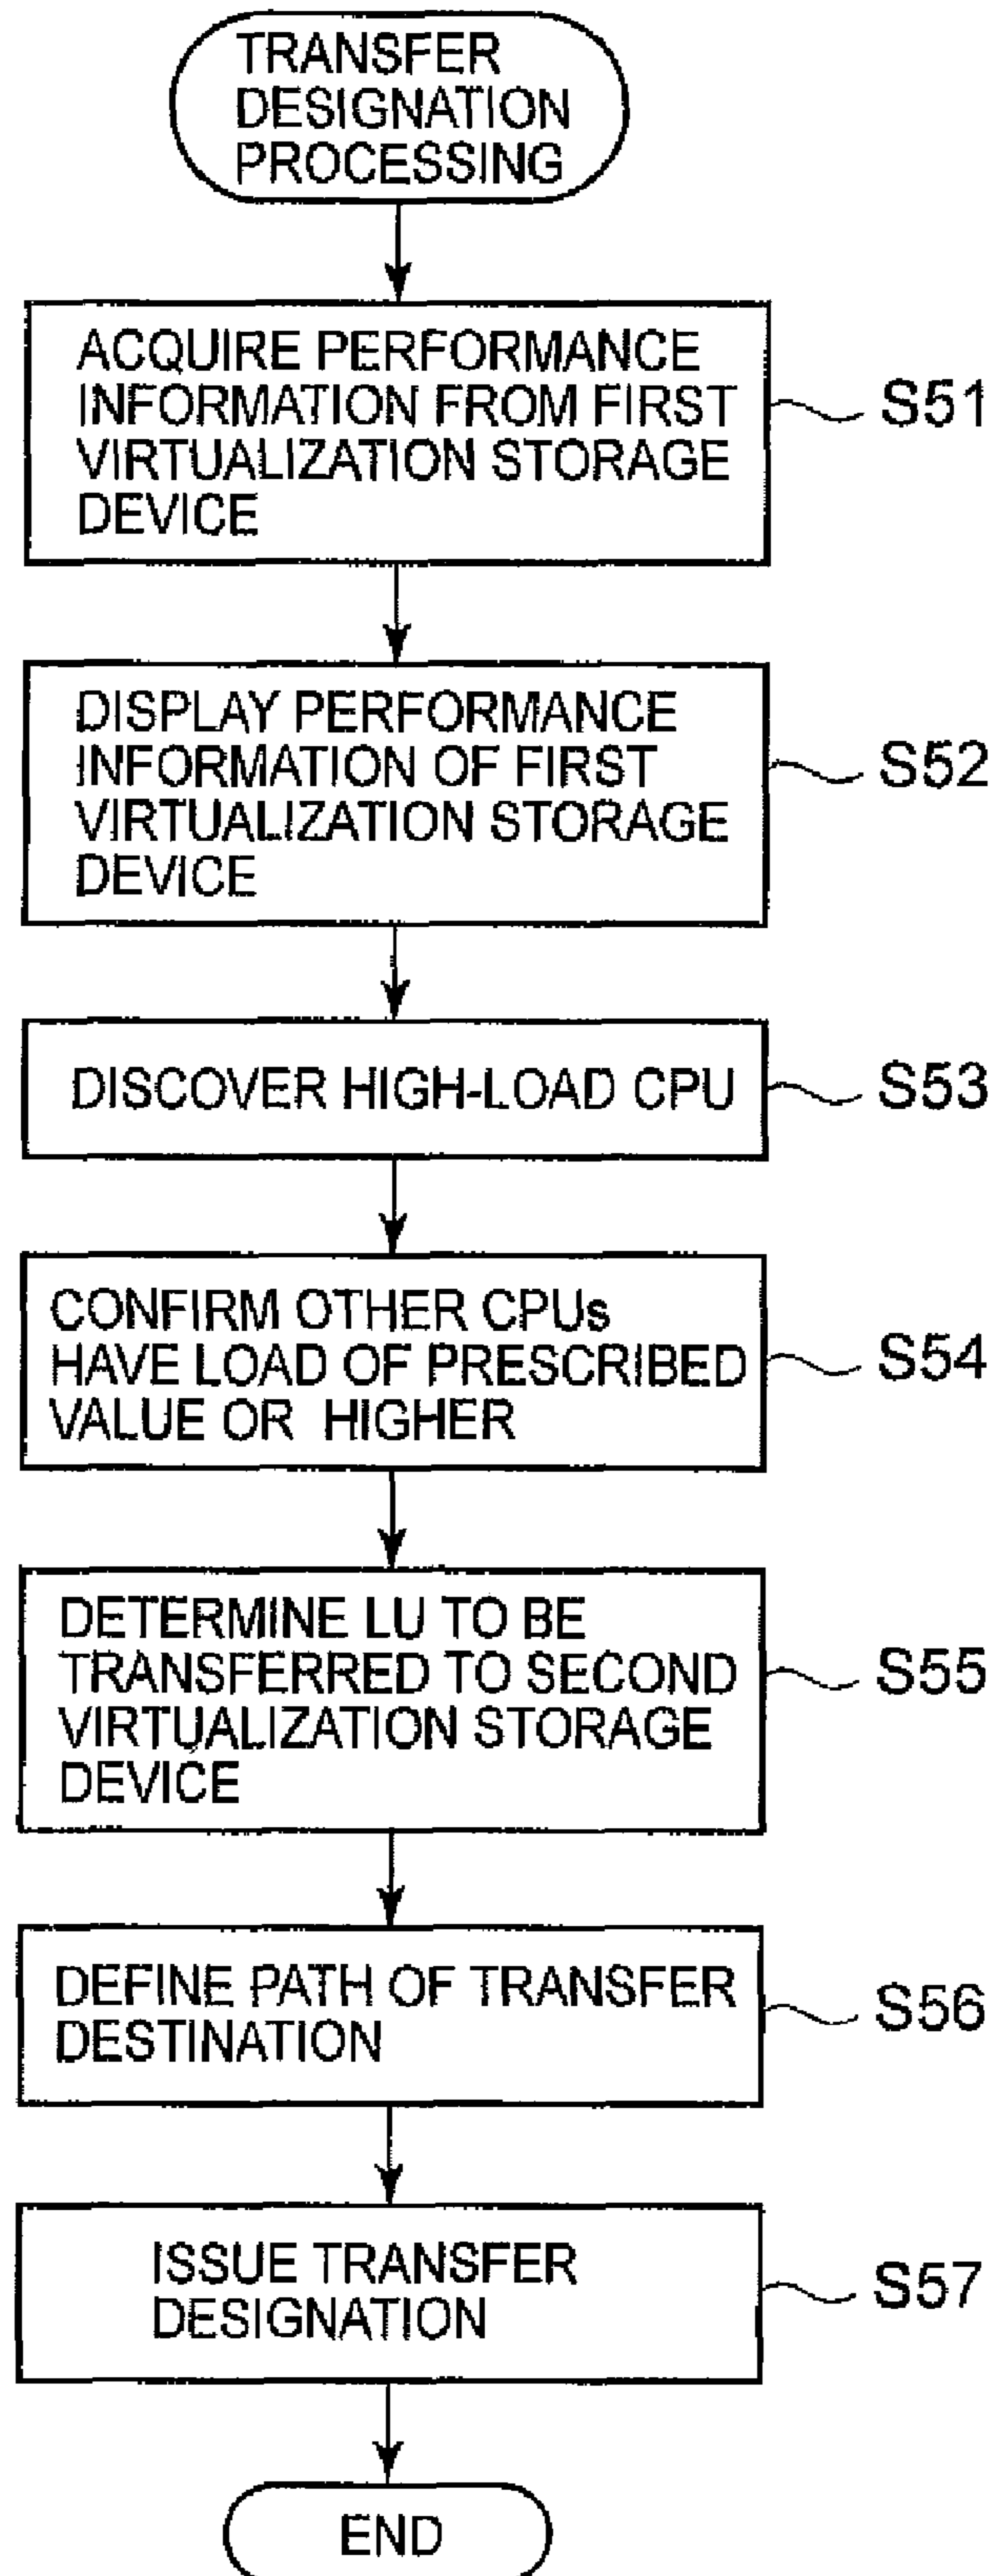 TRANSFER
DESIGNATION
PROCESSING
ACQUIRE PERFORMANCE
INFORMATION FROM FIRST
VIRTUALIZATION STORAGE
DEVICE
S51
DISPLAY PERFORMANCE
INFORMATION OF FIRST
VIRTUALIZATION STORAGE
DEVICE
S52
DISCOVER HIGH-LOAD CPU
S53
CONFIRM OTHER CPUs
HAVE LOAD OF PRESCRIBED
VALUE OR HIGHER
S54
DETERMINE LU TO BE
TRANSFERRED TO SECOND
VIRTUALIZATION STORAGE
DEVICE
S55
DEFINE PATH OF TRANSFER
DESTINATION
S56
ISSUE TRANSFER
DESIGNATION
S57
END